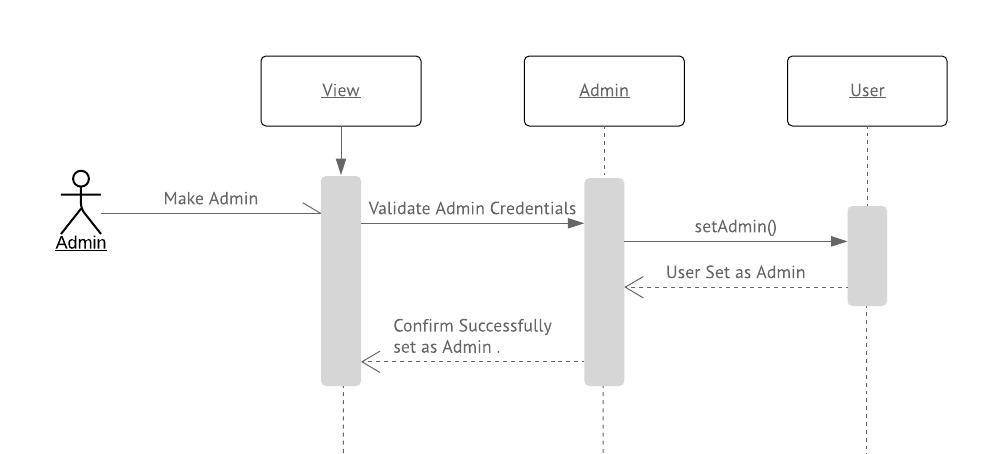 View
Admin
User
Make Admin
Admin
Validate Admin Credentials
setAdmin()
User Set as Admin
Confirm Successfully
set as Admin .